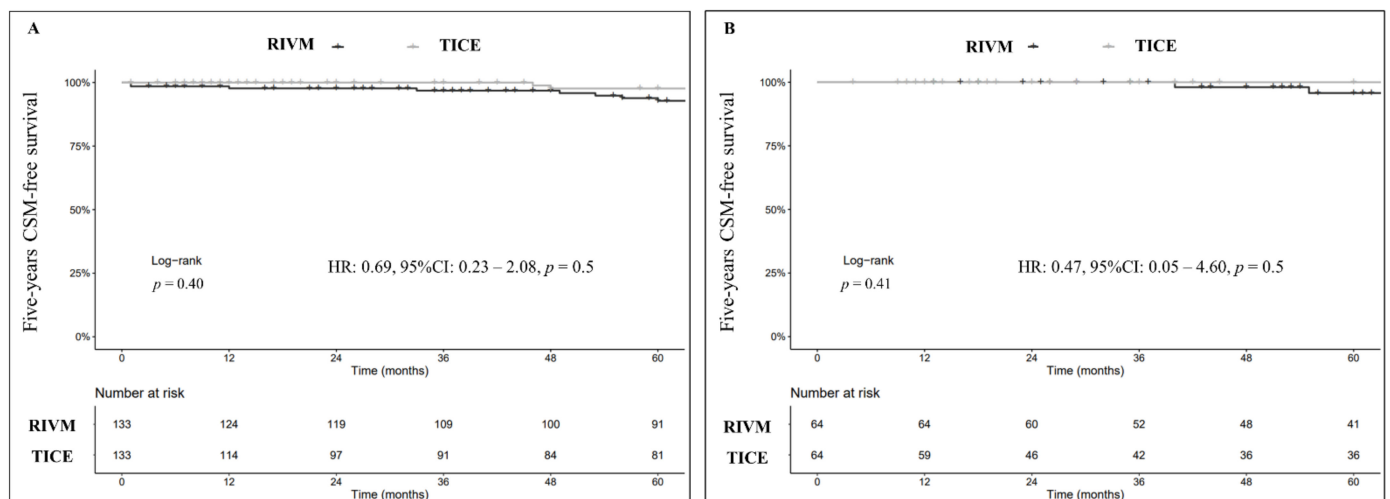 A
RIVM TICE
100%
75%
50%
25%
0%
Five-years CSM-free survival
Log-rank
p = 0.40
HR: 0.69, 95%CI: 0.23 – 2.08, p = 0.5
0 12 24 36 48 60
Time (months)
Number at risk
RIVM 133 124 119 109 100 91
TICE 133 114 97 91 84 81
0 12 24 36 48 60
Time (months)
B
RIVM TICE
100%
75%
50%
25%
0%
Five-years CSM-free survival
Log-rank
p = 0.41
HR: 0.47, 95%CI: 0.05 – 4.60, p = 0.5
0 12 24 36 48 60
Time (months)
Number at risk
RIVM 64 64 60 52 48 41
TICE 64 59 46 42 36 36
0 12 24 36 48 60
Time (months)